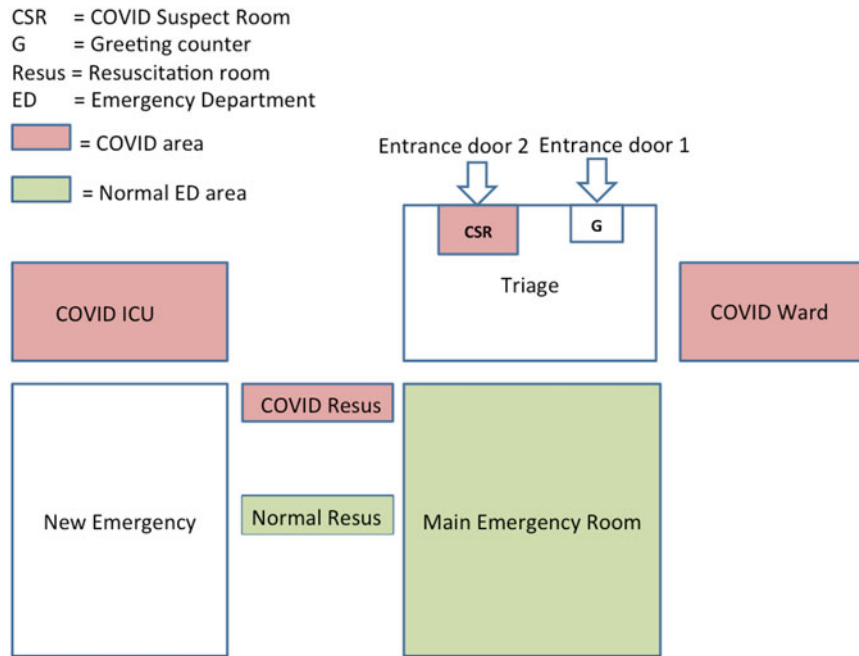 CSR = COVID Suspect Room
G = Greeting counter
Resus = Resuscitation room
ED = Emergency Department
= COVID area
= Normal ED area
Entrance door 2
Entrance door 1
CSR
G
Triage
COVID ICU
COVID Ward
COVID Resus
New Emergency
Normal Resus
Main Emergency Room